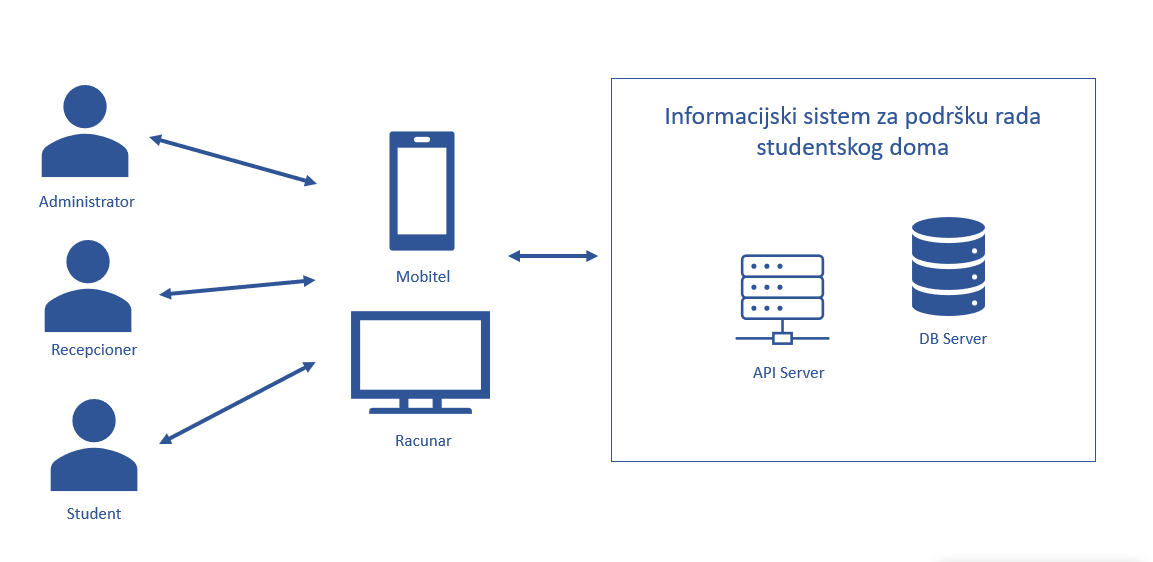 Administrator
Recepcioner
Student
Mobitel
Racunar
Informacijski sistem za podršku rada
studentskog doma
API Server
DB Server